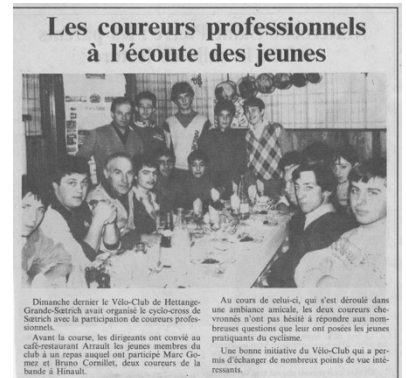 Les coureurs professionnels
à l'écoute des jeunes
Dimanche dernier le Vélo-Club de Hettange-
Grande-Sœtrich avait organisé le cyclo-cross de
Sœtrich avec la participation de coureurs profes-
sionnels.
Avant la course, les dirigeants ont convié au
café-restaurant Arrault les jeunes membres du
club à un repas auquel ont participé Marc Go-
mez et Bruno Cornillet, deux coureurs de la
bande à Hinault.
Au cours de celui-ci, qui s'est déroulé dans
une ambiance amicale, les deux coureurs che-
vronnés n'ont pas hésité à répondre aux nom-
breuses questions que leur ont posées les jeunes
pratiquants du cyclisme.
Une bonne initiative du Vélo-Club qui a per-
mis d'échanger de nombreux points de vue inté-
ressants.